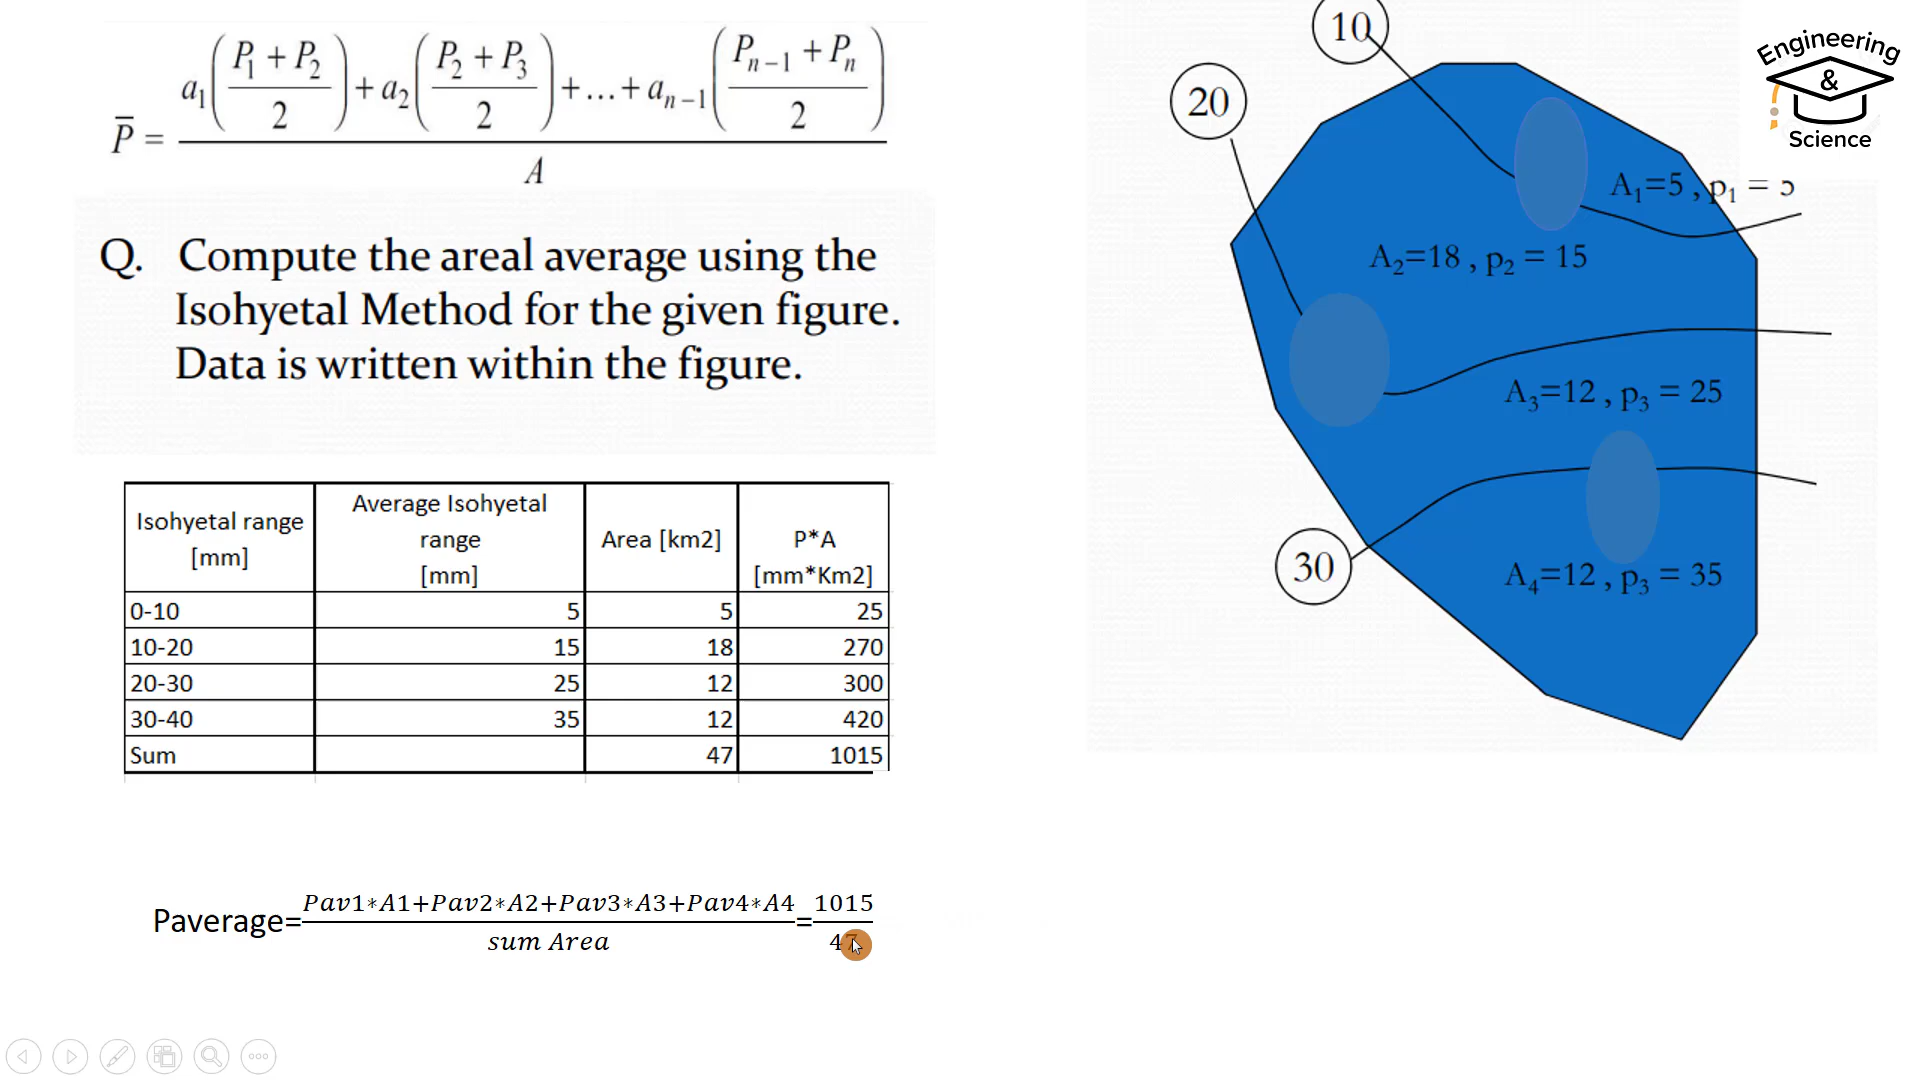 P̄ = a₁((P₁ + P₂)/2) + a₂((P₂ + P₃)/2) + ... + aₙ₋₁((Pₙ₋₁ + Pₙ)/2) / A
Q. Compute the areal average using the
Isohyetal Method for the given figure.
Data is written within the figure.
Isohyetal range
[mm]
Average Isohyetal
range
[mm]
Area [km2]
P*A
[mm*Km2]
0-10 5 5 25
10-20 15 18 270
20-30 25 12 300
30-40 35 12 420
Sum 47 1015
Paverage= Pav1∗A1+Pav2∗A2+Pav3∗A3+Pav4∗A4 / sum Area = 1015 / 47
10
20
A₁=5 , p₁ = 5
A₂=18 , p₂ = 15
A₃=12 , p₃ = 25
30
A₄=12 , p₃ = 35
Engineering
&
Science